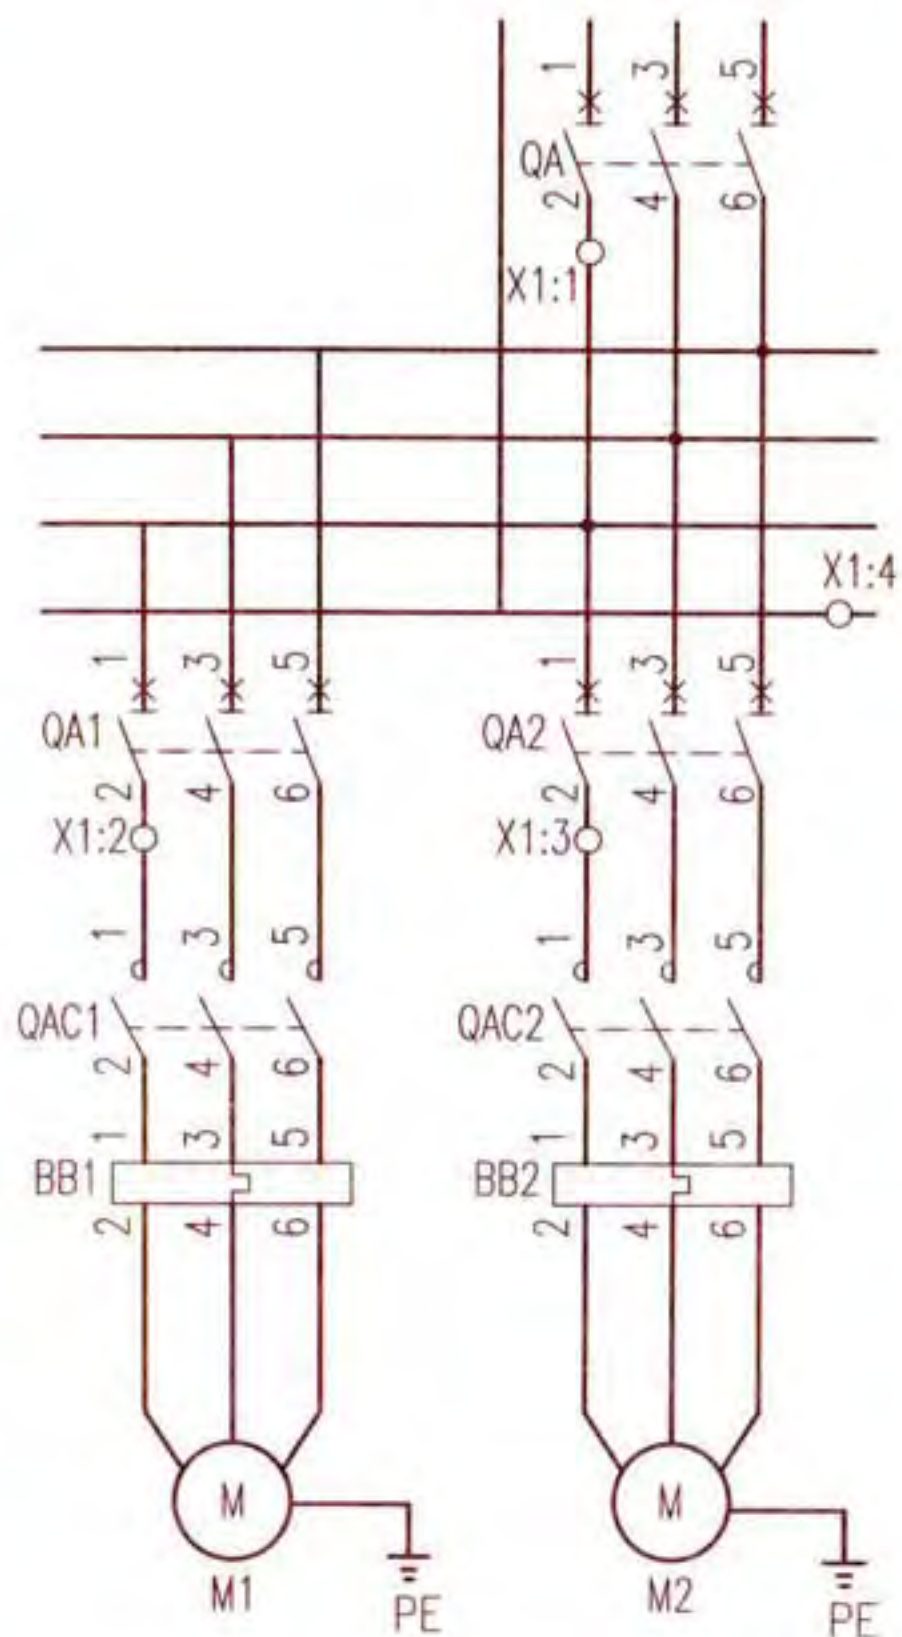 1 3 5
QA
2 4 6
X1:1
X1:4
1 3 5 1 3 5
QA1 QA2
2 4 6 2 4 6
X1:2 X1:3
1 3 5 1 3 5
QAC1 QAC2
2 4 6 2 4 6
1 3 5 1 3 5
BB1 BB2
2 4 6 2 4 6
M M
M1 PE M2 PE